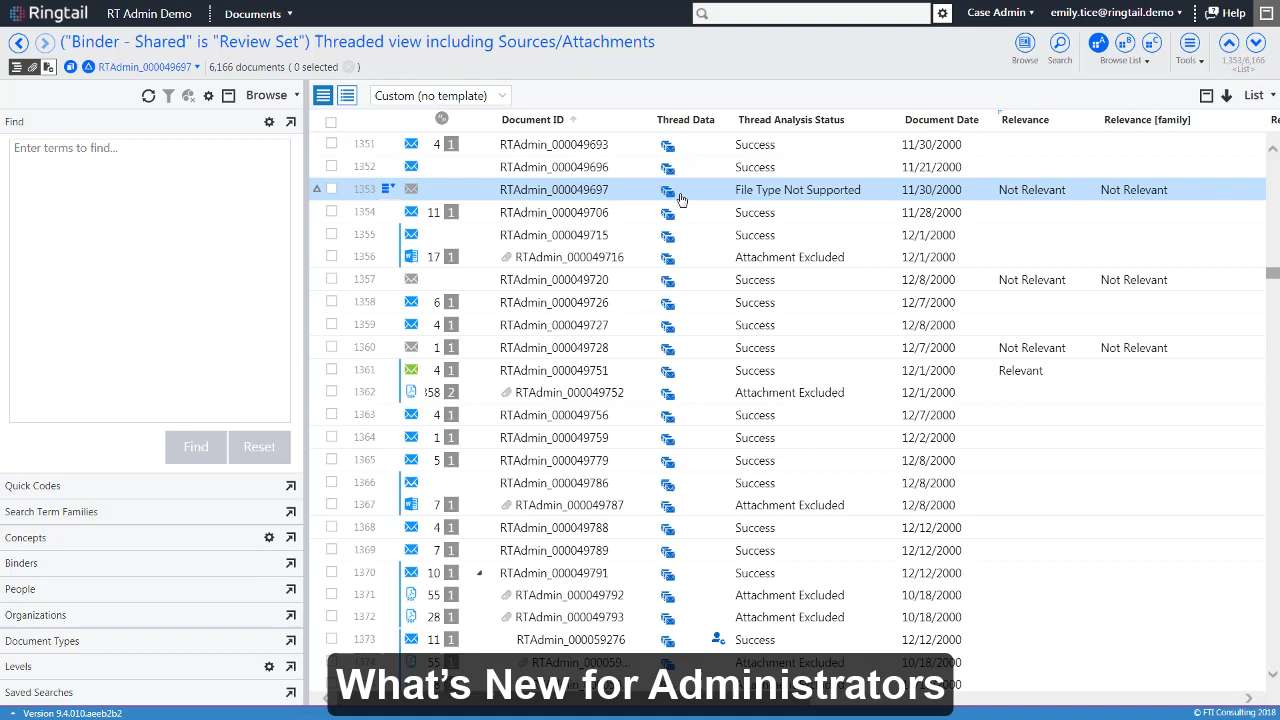 Ringtail RT Admin Demo Documents Case Admin emily.tice@ringtail.demo Help
("Binder - Shared" is "Review Set") Threaded view including Sources/Attachments
RTAdmin_000049697 6,166 documents ( 0 selected )
Browse Search A B C Browse List Tools 1,353/6,166 <List>
Browse Custom (no template) List
Find
Enter terms to find...
Find Reset
Quick Codes
Search Term Families
Concepts
Binders
People
Organizations
Document Types
Levels
Saved Searches
Document ID Thread Data Thread Analysis Status Document Date Relevance Relevance [family]
1351 4 1 RTAdmin_000049693 Success 11/30/2000
1352 RTAdmin_000049696 Success 11/21/2000
1353 RTAdmin_000049697 File Type Not Supported 11/30/2000 Not Relevant Not Relevant
1354 11 1 RTAdmin_000049706 Success 11/28/2000
1355 RTAdmin_000049715 Success 12/1/2000
1356 17 1 RTAdmin_000049716 Attachment Excluded 12/1/2000
1357 RTAdmin_000049720 Success 12/8/2000 Not Relevant Not Relevant
1358 6 1 RTAdmin_000049726 Success 12/7/2000
1359 4 1 RTAdmin_000049727 Success 12/8/2000
1360 1 1 RTAdmin_000049728 Success 12/7/2000 Not Relevant Not Relevant
1361 4 1 RTAdmin_000049751 Success 12/1/2000 Relevant
1362 358 2 RTAdmin_000049752 Attachment Excluded 12/1/2000
1363 4 1 RTAdmin_000049756 Success 12/7/2000
1364 1 1 RTAdmin_000049759 Success 12/2/2000
1365 5 1 RTAdmin_000049779 Success 12/8/2000
1366 RTAdmin_000049786 Success 12/8/2000
1367 7 1 RTAdmin_000049787 Attachment Excluded 12/8/2000
1368 4 1 RTAdmin_000049788 Success 12/12/2000
1369 7 1 RTAdmin_000049789 Success 12/12/2000
1370 10 1 RTAdmin_000049791 Success 12/12/2000
1371 55 1 RTAdmin_000049792 Attachment Excluded 10/18/2000
1372 28 1 RTAdmin_000049793 Attachment Excluded 10/18/2000
1373 11 1 RTAdmin_000059276 Success 12/12/2000
1374 55 1 RTAdmin_000059... Attachment Excluded 10/18/2000
What's New for Administrators
Version 9.4.010.aeeb2b2 © FTI Consulting 2018